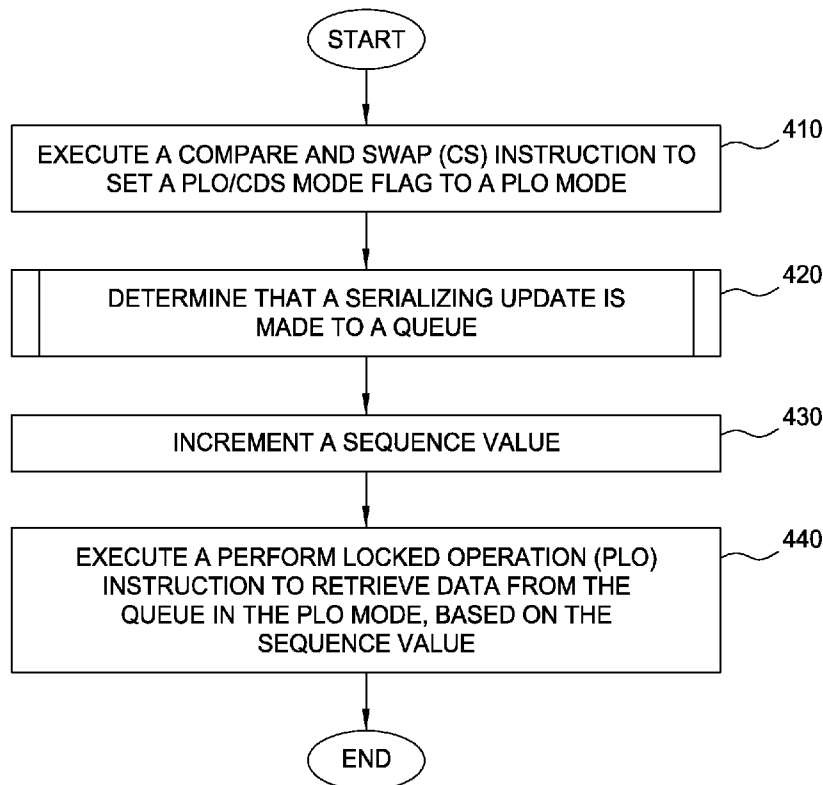 START
410
EXECUTE A COMPARE AND SWAP (CS) INSTRUCTION TO
SET A PLO/CDS MODE FLAG TO A PLO MODE
420
DETERMINE THAT A SERIALIZING UPDATE IS
MADE TO A QUEUE
430
INCREMENT A SEQUENCE VALUE
440
EXECUTE A PERFORM LOCKED OPERATION (PLO)
INSTRUCTION TO RETRIEVE DATA FROM THE
QUEUE IN THE PLO MODE, BASED ON THE
SEQUENCE VALUE
END